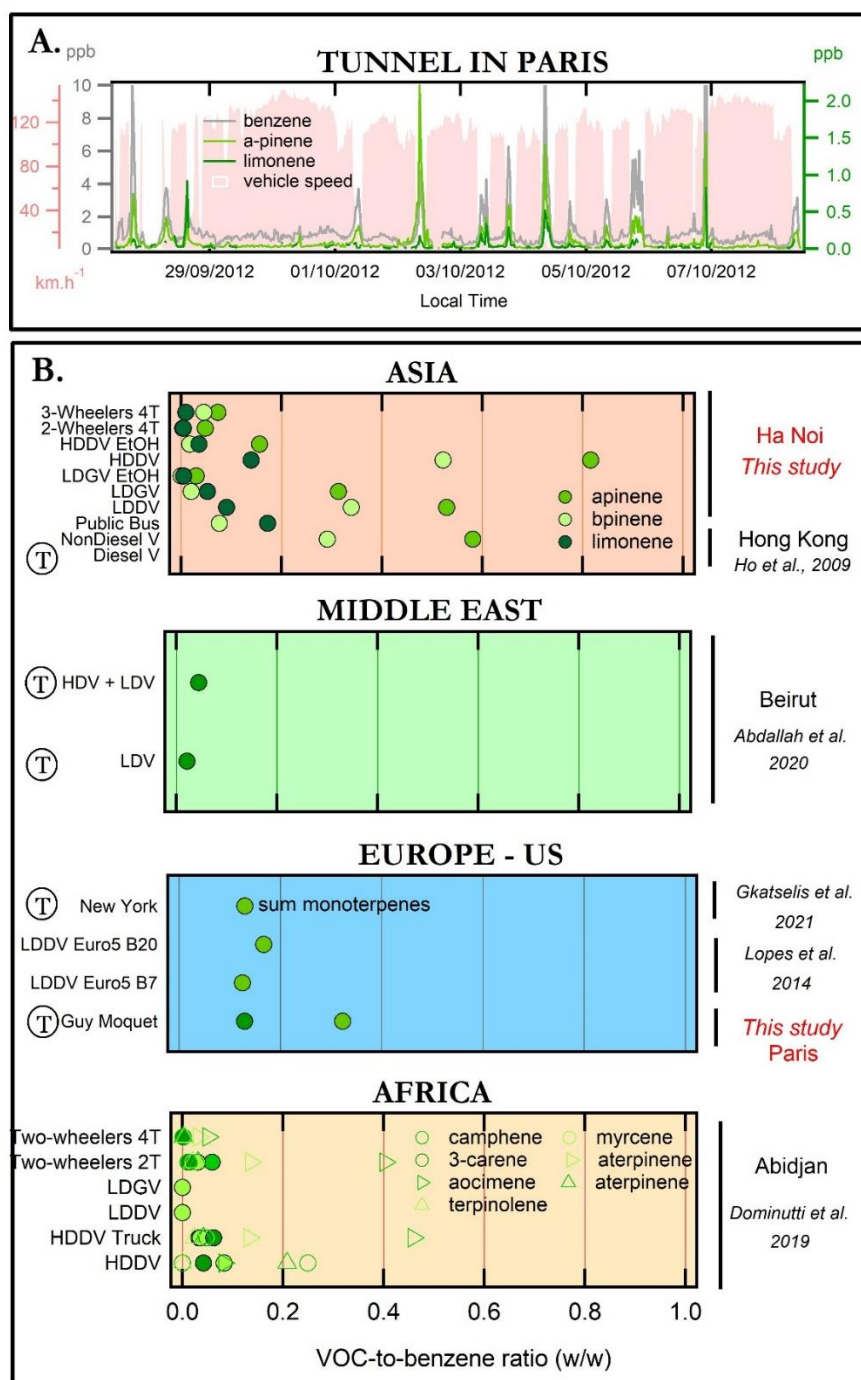 A.
TUNNEL IN PARIS
ppb
ppb
benzene
a-pinene
limonene
vehicle speed
120
80
40
km.h-1
10
8
6
4
2
0
2.0
1.5
1.0
0.5
0.0
29/09/2012 01/10/2012 03/10/2012 05/10/2012 07/10/2012
Local Time
B.
ASIA
3-Wheelers 4T
2-Wheelers 4T
HDDV EtOH
HDDV
LDGV EtOH
LDGV
LDDV
Public Bus
NonDiesel V
T Diesel V
apinene
bpinene
limonene
Ha Noi
This study
Hong Kong
Ho et al., 2009
MIDDLE EAST
T HDV + LDV
T LDV
Beirut
Abdallah et al.
2020
EUROPE - US
T New York
sum monoterpenes
LDDV Euro5 B20
LDDV Euro5 B7
T Guy Moquet
Gkatselis et al.
2021
Lopes et al.
2014
This study
Paris
AFRICA
Two-wheelers 4T
Two-wheelers 2T
LDGV
LDDV
HDDV Truck
HDDV
camphene
3-carene
aocimene
terpinolene
myrcene
aterpinene
aterpinene
Abidjan
Dominutti et al.
2019
0.0 0.2 0.4 0.6 0.8 1.0
VOC-to-benzene ratio (w/w)